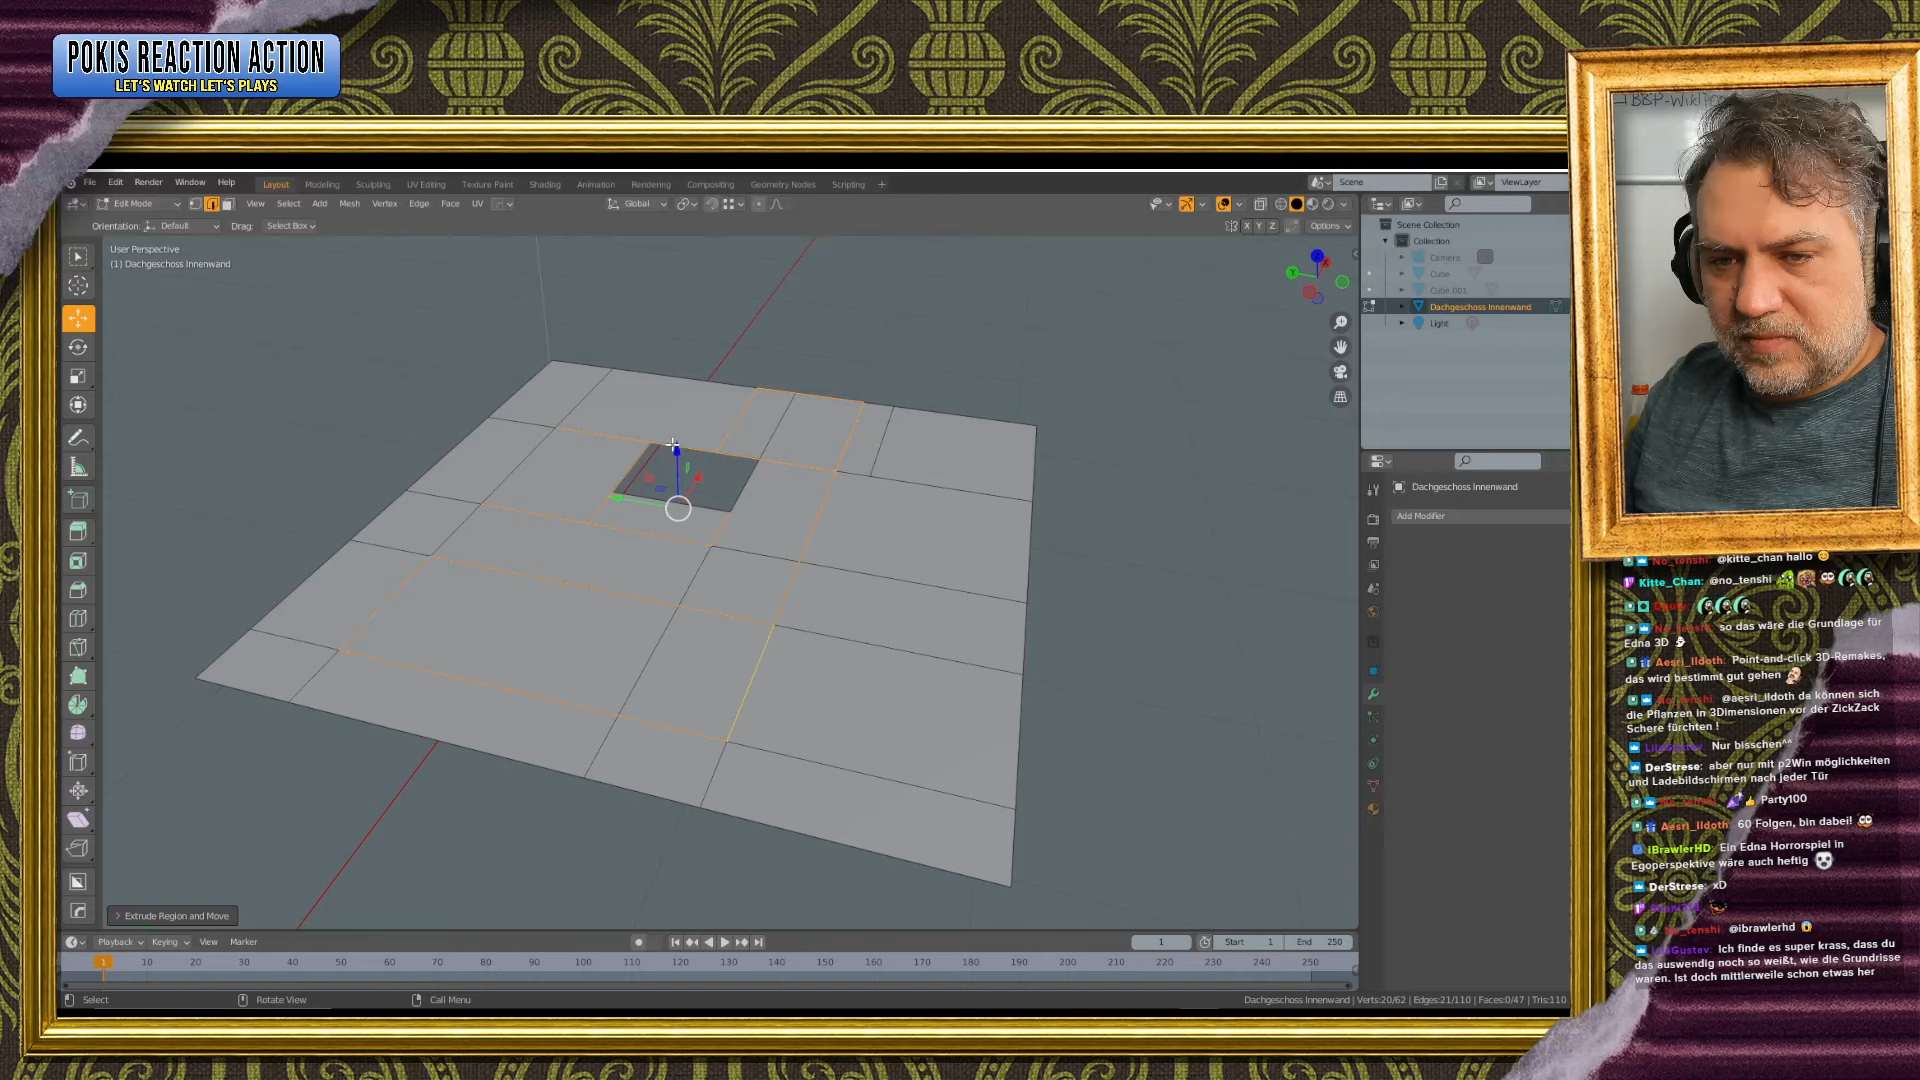 POKIS REACTION ACTION
LET'S WATCH LET'S PLAYS
File Edit Render Window Help
Layout Modeling Sculpting UV Editing Texture Paint Shading Animation Rendering Compositing Geometry Nodes Scripting +
Scene
ViewLayer
Edit Mode
View Select Add Mesh Vertex Edge Face UV
Global
Orientation: Default Drag: Select Box
X Y Z Options
User Perspective
(1) Dachgeschoss Innenwand
Scene Collection
Collection
Camera
Cube
Cube.001
Dachgeschoss Innenwand
Light
Dachgeschoss Innenwand
Add Modifier
Extrude Region and Move
Playback Keying View Marker
1 Start 1 End 250
1 10 20 30 40 50 60 70 80 90 100 110 120 130 140 150 160 170 180 190 200 210 220 230 240 250
Select Rotate View Call Menu
Dachgeschoss Innenwand | Verts:20/62 | Edges:21/110 | Faces:0/47 | Tris:110
No_tenshi: @kitte_chan hallo
Kitte_Chan: @no_tenshi
No_tenshi: so das wäre die Grundlage für
Edna 3D
Aesri_Ildoth: Point-and-click 3D-Remakes,
das wird bestimmt gut gehen
No_tenshi: @aesri_ildoth da können sich
die Pflanzen in 3Dimensionen vor der ZickZack
Schere fürchten !
Nur bisschen^^
DerStrese: aber nur mit p2Win möglichkeiten
und Ladebildschirmen nach jeder Tür
Party100
Aesri_Ildoth: 60 Folgen, bin dabei!
iBrawlerHD: Ein Edna Horrorspiel in
Egoperspektive wäre auch heftig
DerStrese: xD
No_tenshi: @ibrawlerhd
Ich finde es super krass, dass du
das auswendig noch so weißt, wie die Grundrisse
waren. Ist doch mittlerweile schon etwas her